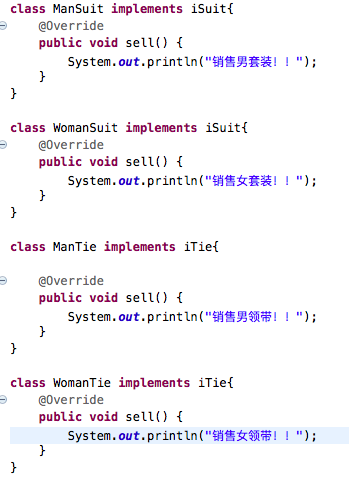 class ManSuit implements iSuit{
@Override
public void sell() {
System.out.println("销售男套装！！");
}
}
class WomanSuit implements iSuit{
@Override
public void sell() {
System.out.println("销售女套装！！");
}
}
class ManTie implements iTie{
@Override
public void sell() {
System.out.println("销售男领带！！");
}
}
class WomanTie implements iTie{
@Override
public void sell() {
System.out.println("销售女领带！！");
}
}